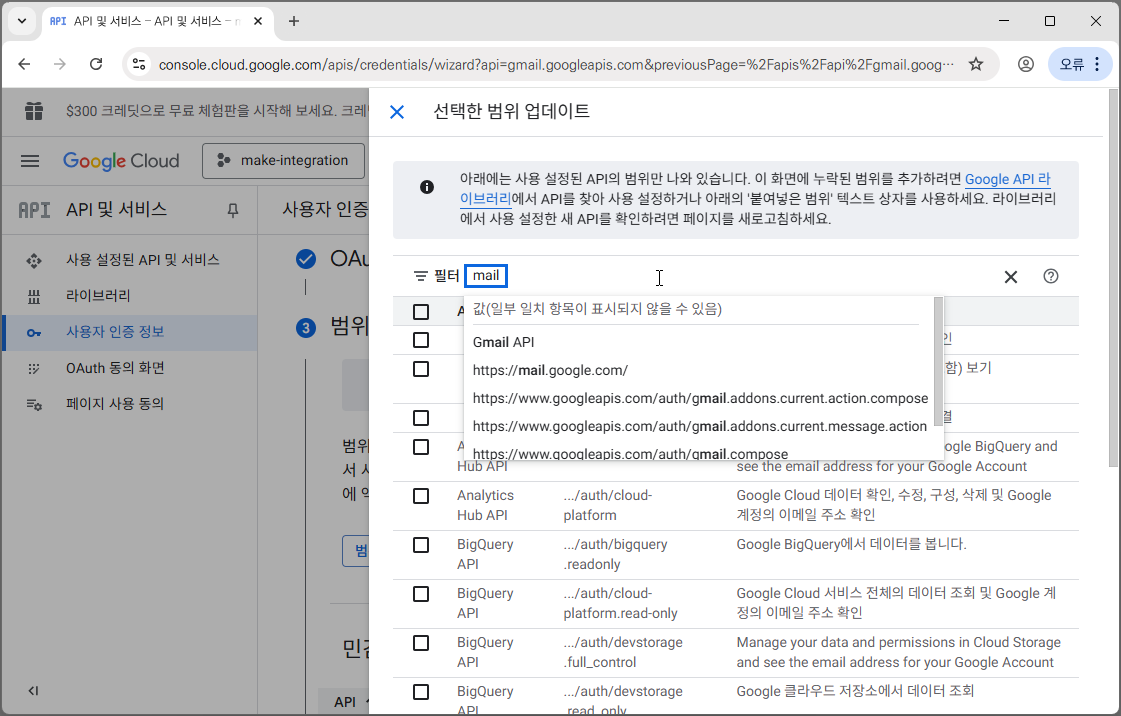 API API 및 서비스 – API 및 서비스 –
console.cloud.google.com/apis/credentials/wizard?api=gmail.googleapis.com&previousPage=%2Fapis%2Fapi%2Fgmail.goog…
오류
$300 크레딧으로 무료 체험판을 시작해 보세요. 크레
선택한 범위 업데이트
Google Cloud
make-integration
아래에는 사용 설정된 API의 범위만 나와 있습니다. 이 화면에 누락된 범위를 추가하려면 Google API 라
이브러리에서 API를 찾아 사용 설정하거나 아래의 '붙여넣은 범위' 텍스트 상자를 사용하세요. 라이브러리
에서 사용 설정한 새 API를 확인하려면 페이지를 새로고침하세요.
API API 및 서비스
사용자 인증
사용 설정된 API 및 서비스
라이브러리
사용자 인증 정보
OAuth 동의 화면
페이지 사용 동의
OAu
3 범위
범위
서 시
에 익
범
민감
API
필터 mail
값(일부 일치 항목이 표시되지 않을 수 있음)
Gmail API
https://mail.google.com/
https://www.googleapis.com/auth/gmail.addons.current.action.compose
https://www.googleapis.com/auth/gmail.addons.current.message.action
https://www.googleapis.com/auth/gmail.compose
인
함) 보기
결
ogle BigQuery and
Hub API see the email address for your Google Account
Analytics .../auth/cloud- Google Cloud 데이터 확인, 수정, 구성, 삭제 및 Google
Hub API platform 계정의 이메일 주소 확인
BigQuery .../auth/bigquery Google BigQuery에서 데이터를 봅니다.
API .readonly
BigQuery .../auth/cloud- Google Cloud 서비스 전체의 데이터 조회 및 Google 계
API platform.read-only 정의 이메일 주소 확인
BigQuery .../auth/devstorage Manage your data and permissions in Cloud Storage
API .full_control and see the email address for your Google Account
BigQuery .../auth/devstorage Google 클라우드 저장소에서 데이터 조회
API .read_only